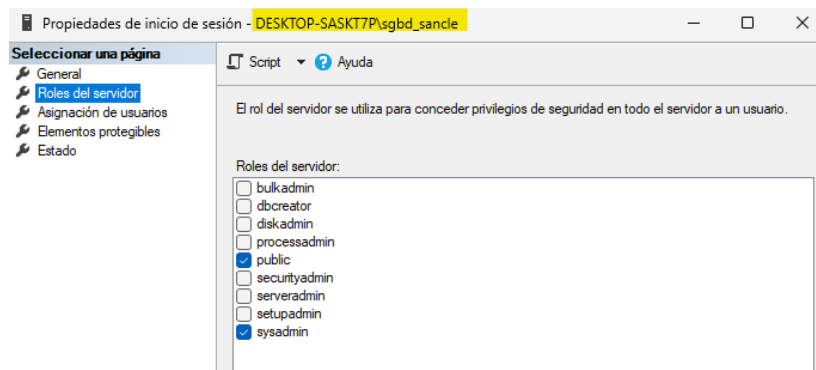 Propiedades de inicio de sesión - DESKTOP-SASKT7P\sgbd_sancle
Seleccionar una página
General
Roles del servidor
Asignación de usuarios
Elementos protegibles
Estado
Script Ayuda
El rol del servidor se utiliza para conceder privilegios de seguridad en todo el servidor a un usuario.
Roles del servidor:
bulkadmin
dbcreator
diskadmin
processadmin
public
securityadmin
serveradmin
setupadmin
sysadmin